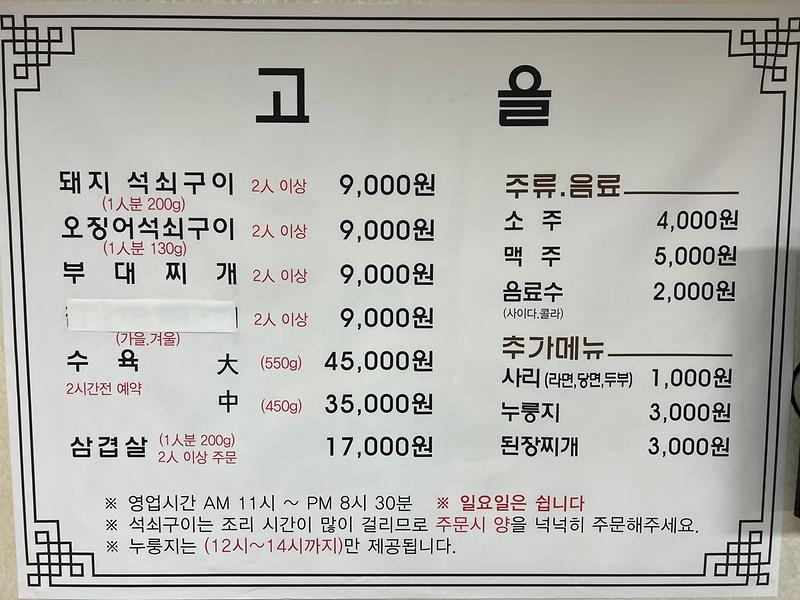 고 을
돼지 석쇠구이 2人 이상 9,000원
(1人분 200g)
오징어석쇠구이 2人 이상 9,000원
(1人분 130g)
부 대 찌 개 2人 이상 9,000원
2人 이상 9,000원
(가을.겨울)
수 육 大 (550g) 45,000원
2시간전 예약
中 (450g) 35,000원
삼겹살 (1人분 200g) 17,000원
2人 이상 주문
주류.음료
소 주 4,000원
맥 주 5,000원
음료수 2,000원
(사이다.콜라)
추가메뉴
사리 (라면,당면,두부) 1,000원
누룽지 3,000원
된장찌개 3,000원
※ 영업시간 AM 11시 ~ PM 8시 30분 ※ 일요일은 쉽니다
※ 석쇠구이는 조리 시간이 많이 걸리므로 주문시 양을 넉넉히 주문해주세요.
※ 누룽지는 (12시~14시까지)만 제공됩니다.